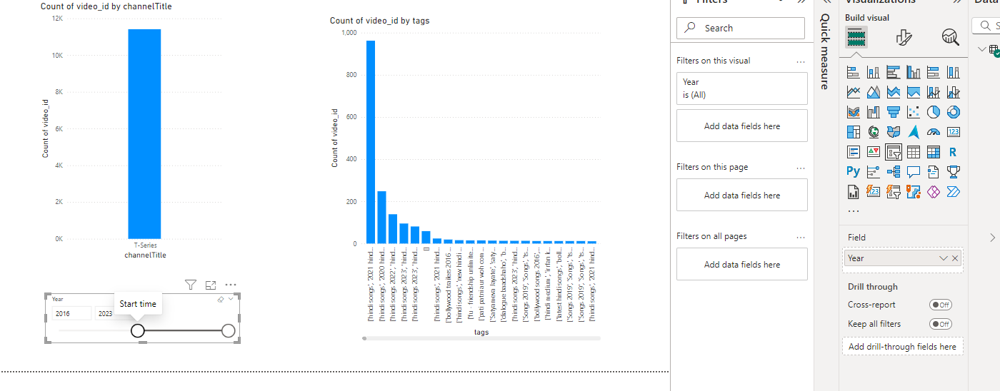 Count of video_id by channelTitle
12K
10K
8K
6K
4K
2K
0K
Count of video_id
T-Series
channelTitle
Year
2016
2023
Start time
Count of video_id by tags
1,000
800
600
400
200
0
Count of video_id
['hindi songs', '2021 hind...
['hindi songs', '2020 hind...
['hindi songs 2022', 'hind...
['hindi songs 2023', 'hind...
['hindi songs 2023', 'hind...
[]
['hindi songs', '2021 hind...
['bollywood trailers 2016 ...
['hindi songs', 'new hindi ...
['fu - friendship unlimite...
['pati patni aur woh com...
['Satyameva Jayate', 'saty...
['dialogue baadshaho', 'b...
['hindi songs 2023', 'hind...
['Songs 2019', 'Songs', 'ts...
['bollywood songs 2016', ...
['hindi medium', 'irrfan k...
['latest hindi songs', 'boll...
['Songs 2019', 'Songs', 'ts...
['Songs 2019', 'Songs', 'ts...
['hindi songs', '2021 hind...
tags
Filters
Search
Filters on this visual
Year
is (All)
Add data fields here
Filters on this page
Add data fields here
Filters on all pages
Add data fields here
Quick measure
Visualizations
Build visual
123
R
Py
123
Field
Year
Drill through
Cross-report
Off
Keep all filters
Off
Add drill-through fields here
Data
S